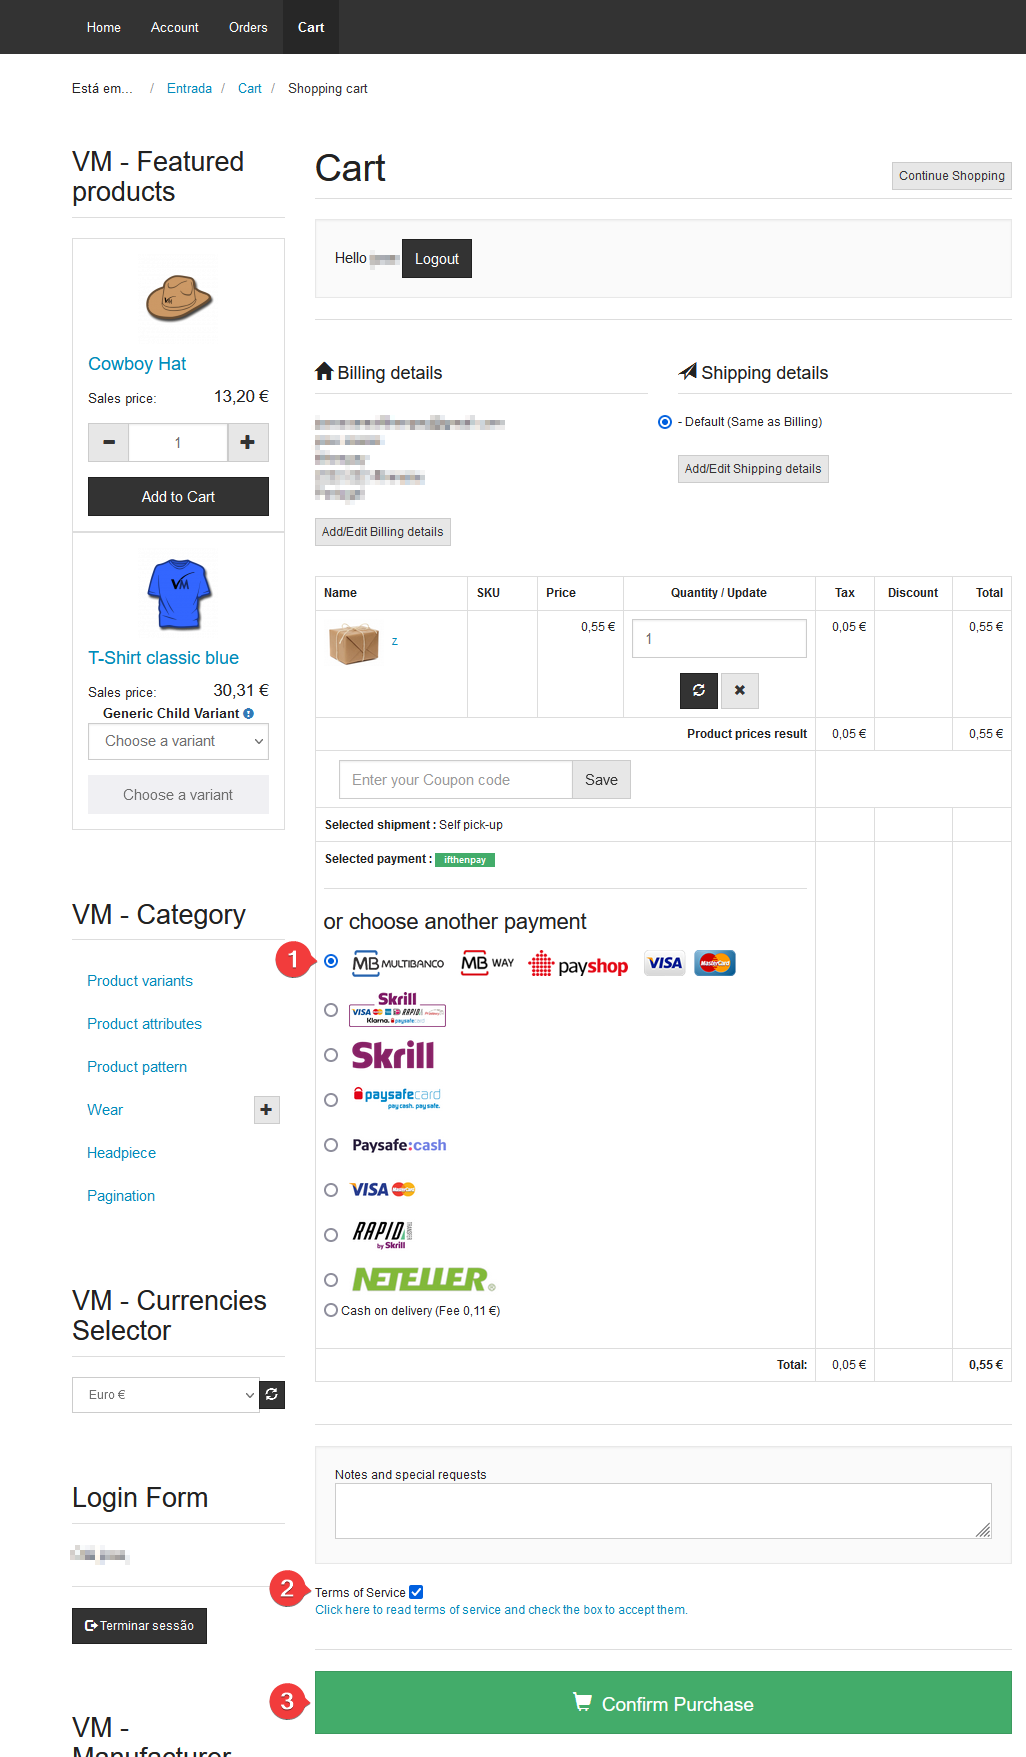 Home Account Orders Cart
Está em... / Entrada / Cart / Shopping cart
VM - Featured
products
VM
Cowboy Hat
Sales price: 13,20 €
1
Add to Cart
VM
T-Shirt classic blue
Sales price: 30,31 €
Generic Child Variant
Choose a variant
Choose a variant
VM - Category
Product variants
Product attributes
Product pattern
Wear
Headpiece
Pagination
VM - Currencies
Selector
Euro €
Login Form
Terminar sessão
VM -
Manufacturer
Cart
Continue Shopping
Hello Logout
Billing details
Add/Edit Billing details
Shipping details
- Default (Same as Billing)
Add/Edit Shipping details
Name SKU Price Quantity / Update Tax Discount Total
z 0,55 € 1 0,05 € 0,55 €
Product prices result 0,05 € 0,55 €
Enter your Coupon code Save
Selected shipment : Self pick-up
Selected payment : ifthenpay
or choose another payment
1 MB MULTIBANCO MB WAY payshop VISA MasterCard
Skrill
VISA RAPID
Klarna. paysafecard
Skrill
paysafecard
pay cash. pay safe.
Paysafe:cash
VISA MasterCard
RAPID TRANSFER
by Skrill
NETELLER®
Cash on delivery (Fee 0,11 €)
Total: 0,05 € 0,55 €
Notes and special requests
2 Terms of Service
Click here to read terms of service and check the box to accept them.
3 Confirm Purchase